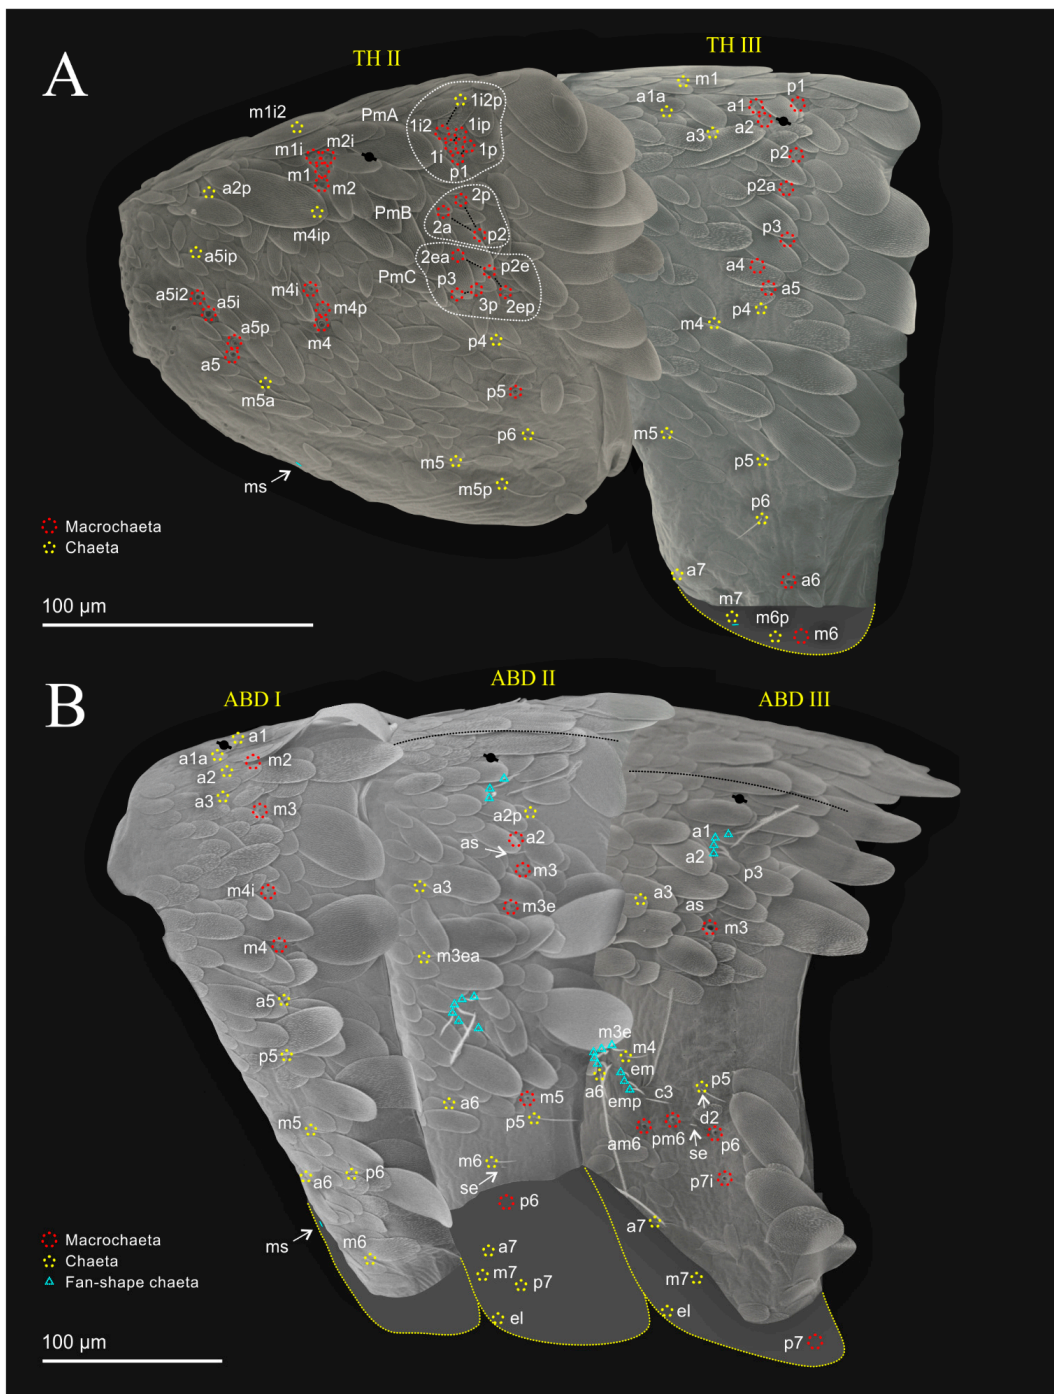 A
TH II
TH III
m1
p1
a1a
a1
a2
a3
p2
p2a
p3
a4
a5
p4
m4
m5
p5
p6
a7
a6
m7
m6p
m6
PmA
1i2p
1i2
1ip
1i
1p
p1
PmB
2p
2a
p2
PmC
2ea
p2e
p3
3p
2ep
m1i2
m1i
m2i
m1
m2
a2p
m4ip
a5ip
a5i2
a5i
m4i
m4p
m4
a5p
a5
m5a
p4
p5
p6
m5
m5p
ms
Macrochaeta
Chaeta
100 µm
B
ABD I
ABD II
ABD III
a1
a1a
m2
a2
a3
m3
m4i
m4
a5
p5
m5
a6
p6
ms
m6
a2p
as
a2
m3
a3
m3e
m3ea
m5
a6
p5
m6
se
p6
a7
m7
p7
el
a1
a2
p3
a3
as
m3
m3e
m4
em
a6
emp
c3
p5
d2
am6
pm6
se
p6
p7i
a7
m7
el
p7
Macrochaeta
Chaeta
Fan-shape chaeta
100 µm